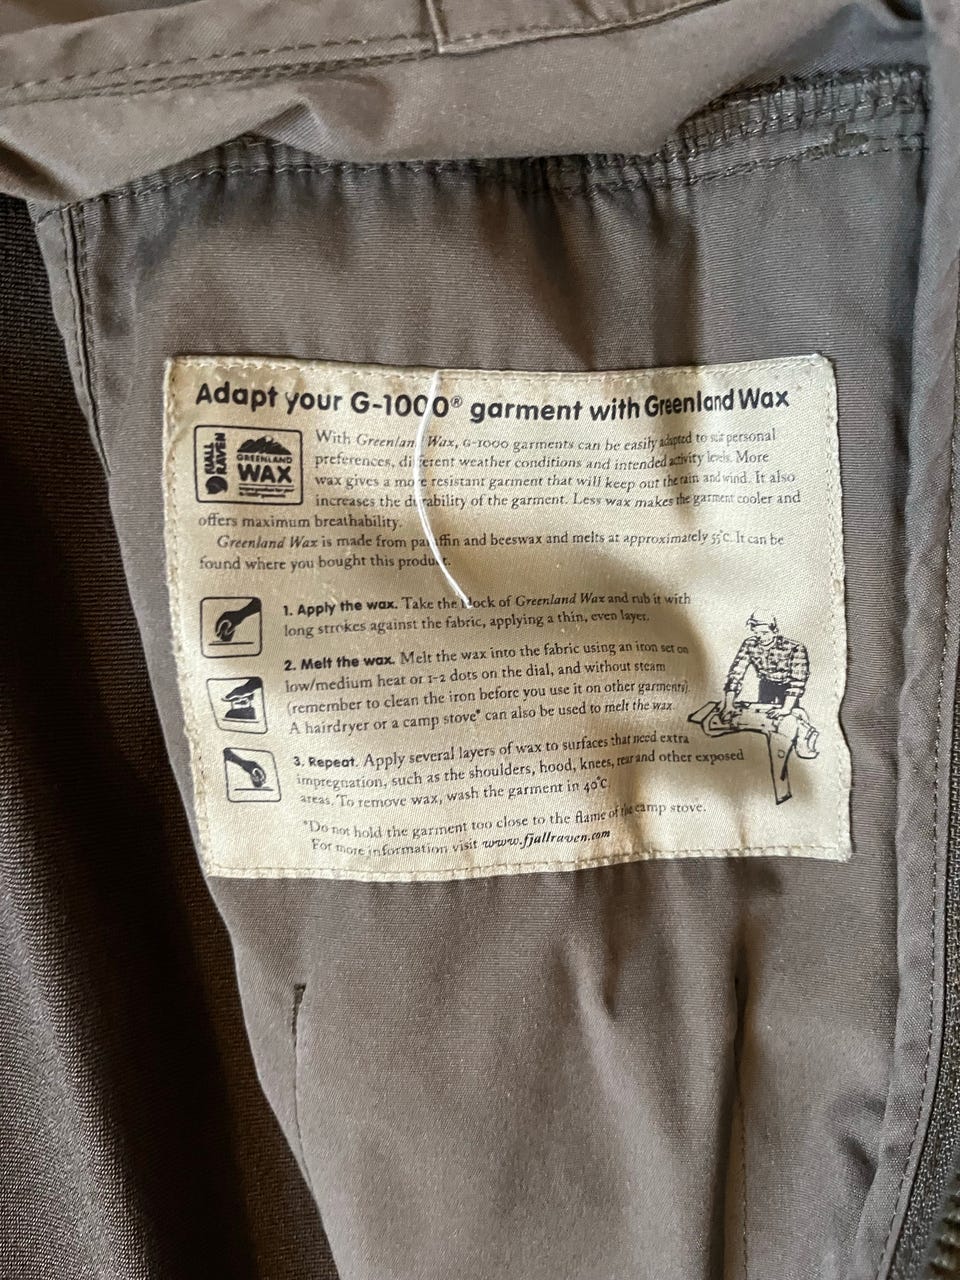 Adapt your G-1000® garment with Greenland Wax
FJÄLL
RÄVEN
GREENLAND
WAX
With Greenland Wax, G-1000 garments can be easily adapted to suit personal
preferences, different weather conditions and intended activity levels. More
wax gives a more resistant garment that will keep out the rain and wind. It also
increases the durability of the garment. Less wax makes the garment cooler and
offers maximum breathability.
Greenland Wax is made from paraffin and beeswax and melts at approximately 55°C. It can be
found where you bought this product.
1. Apply the wax. Take the block of Greenland Wax and rub it with
long strokes against the fabric, applying a thin, even layer.
2. Melt the wax. Melt the wax into the fabric using an iron set on
low/medium heat or 1-2 dots on the dial, and without steam
(remember to clean the iron before you use it on other garments).
A hairdryer or a camp stove* can also be used to melt the wax.
3. Repeat. Apply several layers of wax to surfaces that need extra
impregnation, such as the shoulders, hood, knees, rear and other exposed
areas. To remove wax, wash the garment in 40°C.
*Do not hold the garment too close to the flame of the camp stove.
For more information visit www.fjallraven.com